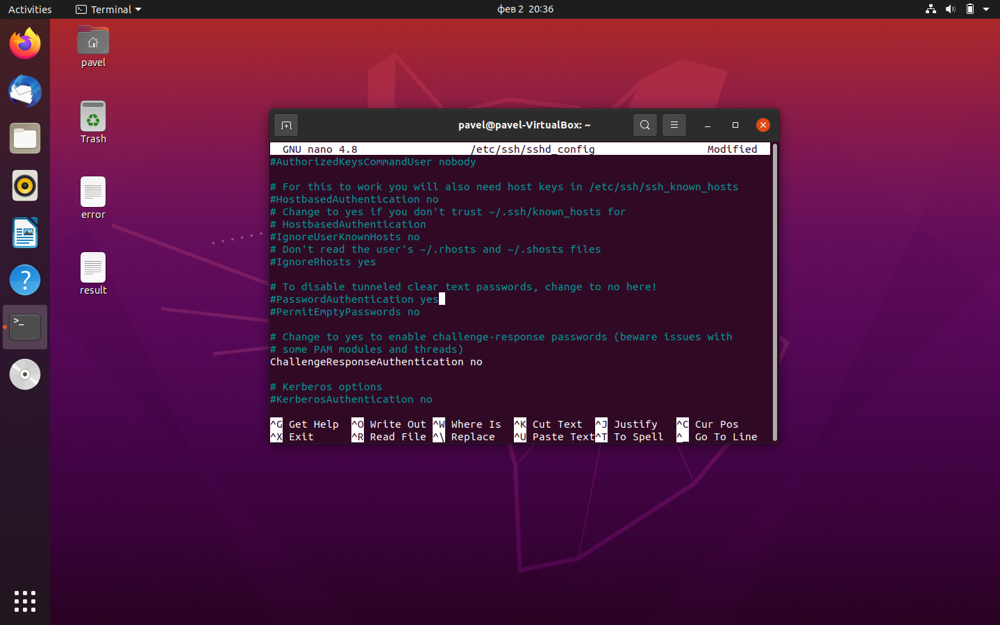 Activities
Terminal
фев 2 20:36
pavel
Trash
error
result
pavel@pavel-VirtualBox: ~
GNU nano 4.8 /etc/ssh/sshd_config Modified
#AuthorizedKeysCommandUser nobody
# For this to work you will also need host keys in /etc/ssh/ssh_known_hosts
#HostbasedAuthentication no
# Change to yes if you don't trust ~/.ssh/known_hosts for
# HostbasedAuthentication
#IgnoreUserKnownHosts no
# Don't read the user's ~/.rhosts and ~/.shosts files
#IgnoreRhosts yes
# To disable tunneled clear text passwords, change to no here!
#PasswordAuthentication yes
#PermitEmptyPasswords no
# Change to yes to enable challenge-response passwords (beware issues with
# some PAM modules and threads)
ChallengeResponseAuthentication no
# Kerberos options
#KerberosAuthentication no
^G Get Help ^O Write Out ^W Where Is ^K Cut Text ^J Justify ^C Cur Pos
^X Exit ^R Read File ^\ Replace ^U Paste Text ^T To Spell ^_ Go To Line